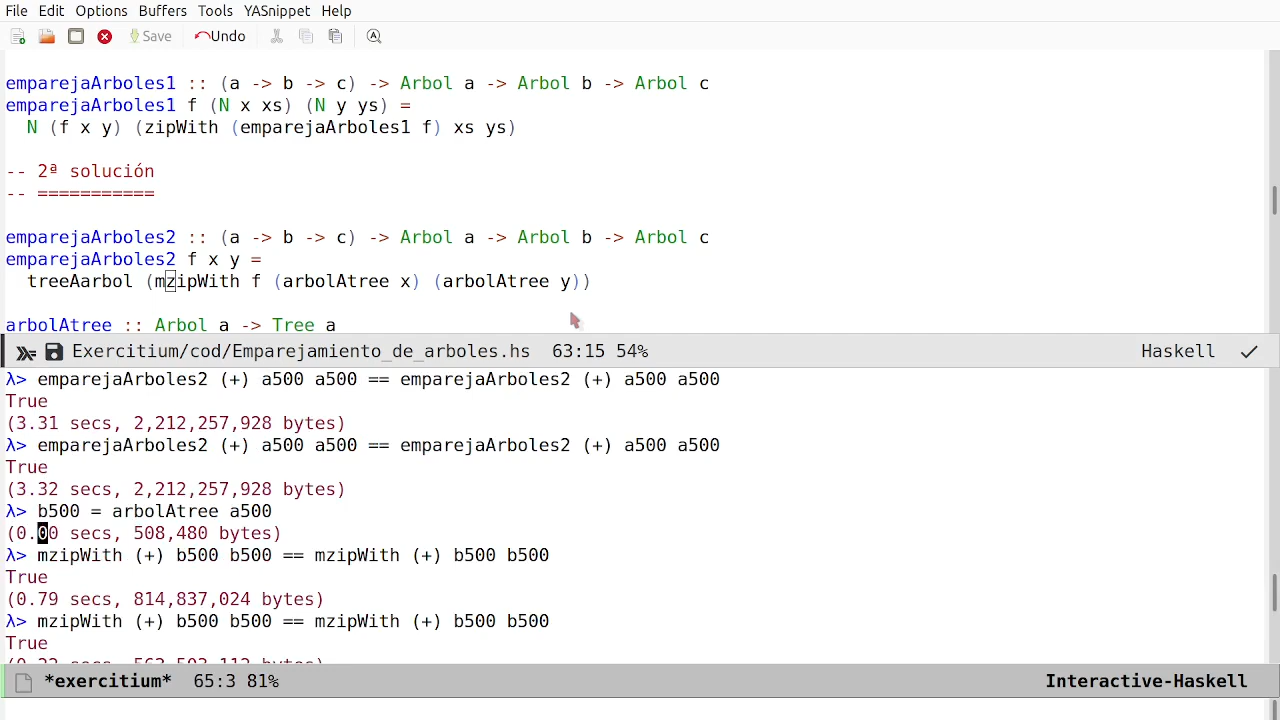 File Edit Options Buffers Tools YASnippet Help
Save Undo
emparejaArboles1 :: (a -> b -> c) -> Arbol a -> Arbol b -> Arbol c
emparejaArboles1 f (N x xs) (N y ys) =
  N (f x y) (zipWith (emparejaArboles1 f) xs ys)
-- 2ª solución
-- ===========
emparejaArboles2 :: (a -> b -> c) -> Arbol a -> Arbol b -> Arbol c
emparejaArboles2 f x y =
  treeAarbol (mzipWith f (arbolAtree x) (arbolAtree y))
arbolAtree :: Arbol a -> Tree a
Exercitium/cod/Emparejamiento_de_arboles.hs 63:15 54% Haskell
λ> emparejaArboles2 (+) a500 a500 == emparejaArboles2 (+) a500 a500
True
(3.31 secs, 2,212,257,928 bytes)
λ> emparejaArboles2 (+) a500 a500 == emparejaArboles2 (+) a500 a500
True
(3.32 secs, 2,212,257,928 bytes)
λ> b500 = arbolAtree a500
(0.00 secs, 508,480 bytes)
λ> mzipWith (+) b500 b500 == mzipWith (+) b500 b500
True
(0.79 secs, 814,837,024 bytes)
λ> mzipWith (+) b500 b500 == mzipWith (+) b500 b500
True
*exercitium* 65:3 81% Interactive-Haskell